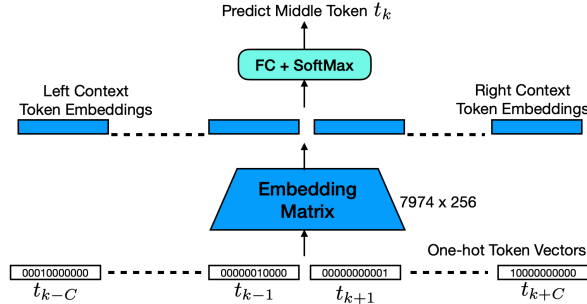 Predict Middle Token t_k
FC + SoftMax
Left Context
Token Embeddings
Right Context
Token Embeddings
Embedding
Matrix
7974 x 256
One-hot Token Vectors
00010000000
00000010000
00000000001
10000000000
t_{k-C}
t_{k-1}
t_{k+1}
t_{k+C}